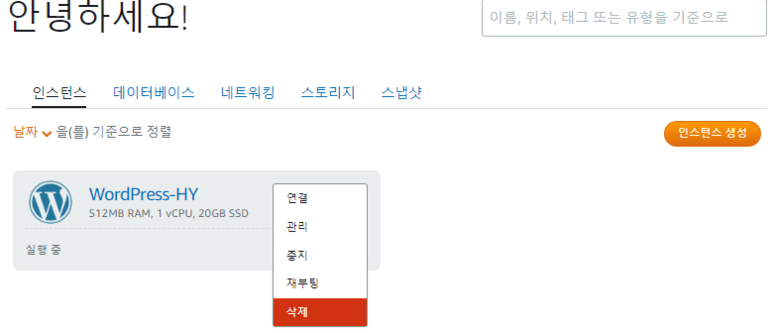 안녕하세요!
이름, 위치, 태그 또는 유형을 기준으로
인스턴스 데이터베이스 네트워킹 스토리지 스냅샷
날짜 을(를) 기준으로 정렬
인스턴스 생성
WordPress-HY
512MB RAM, 1 vCPU, 20GB SSD
실행 중
연결
관리
중지
재부팅
삭제